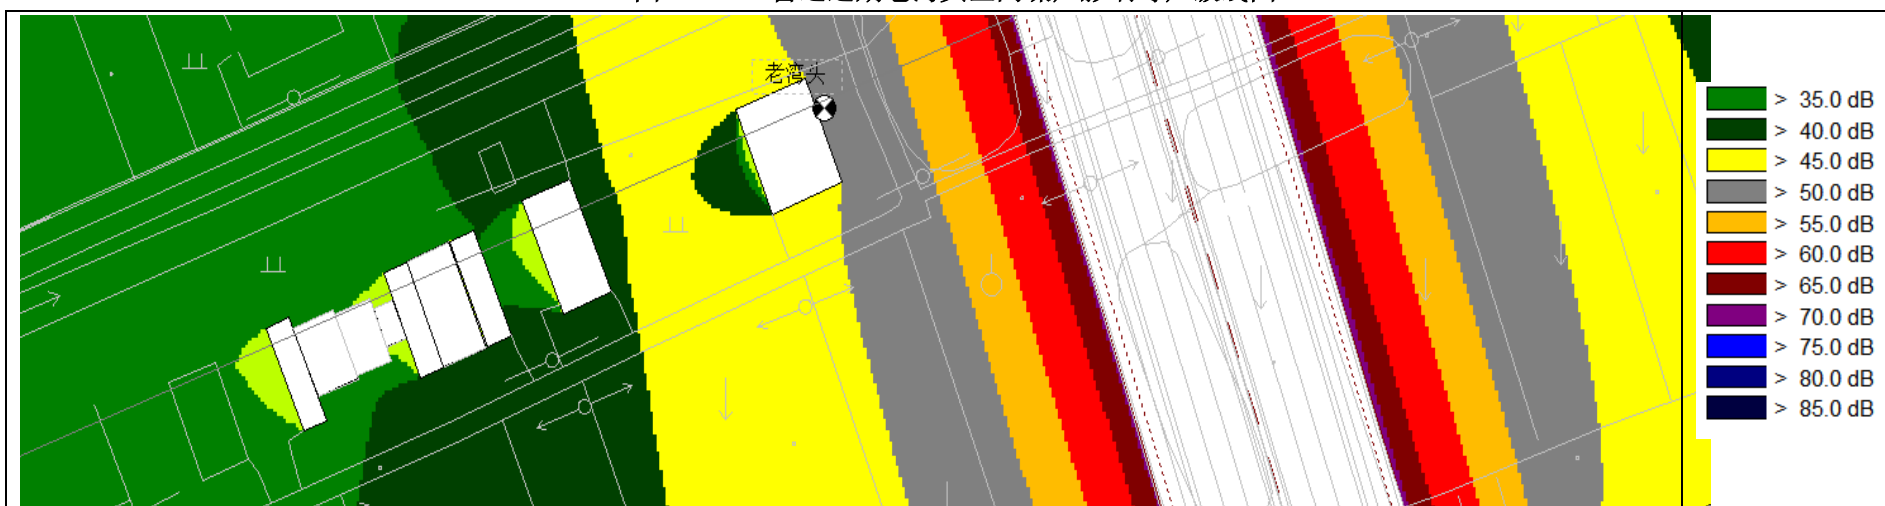 老湾头
> 35.0 dB
> 40.0 dB
> 45.0 dB
> 50.0 dB
> 55.0 dB
> 60.0 dB
> 65.0 dB
> 70.0 dB
> 75.0 dB
> 80.0 dB
> 85.0 dB